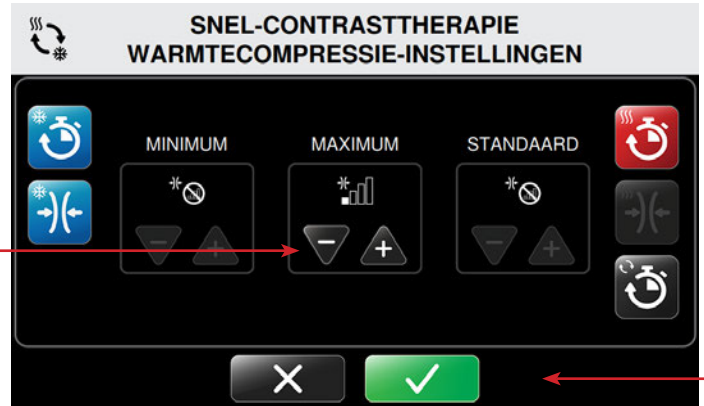 SNEL-CONTRASTTHERAPIE
WARMTECOMPRESSIE-INSTELLINGEN
MINIMUM
MAXIMUM
STANDAARD